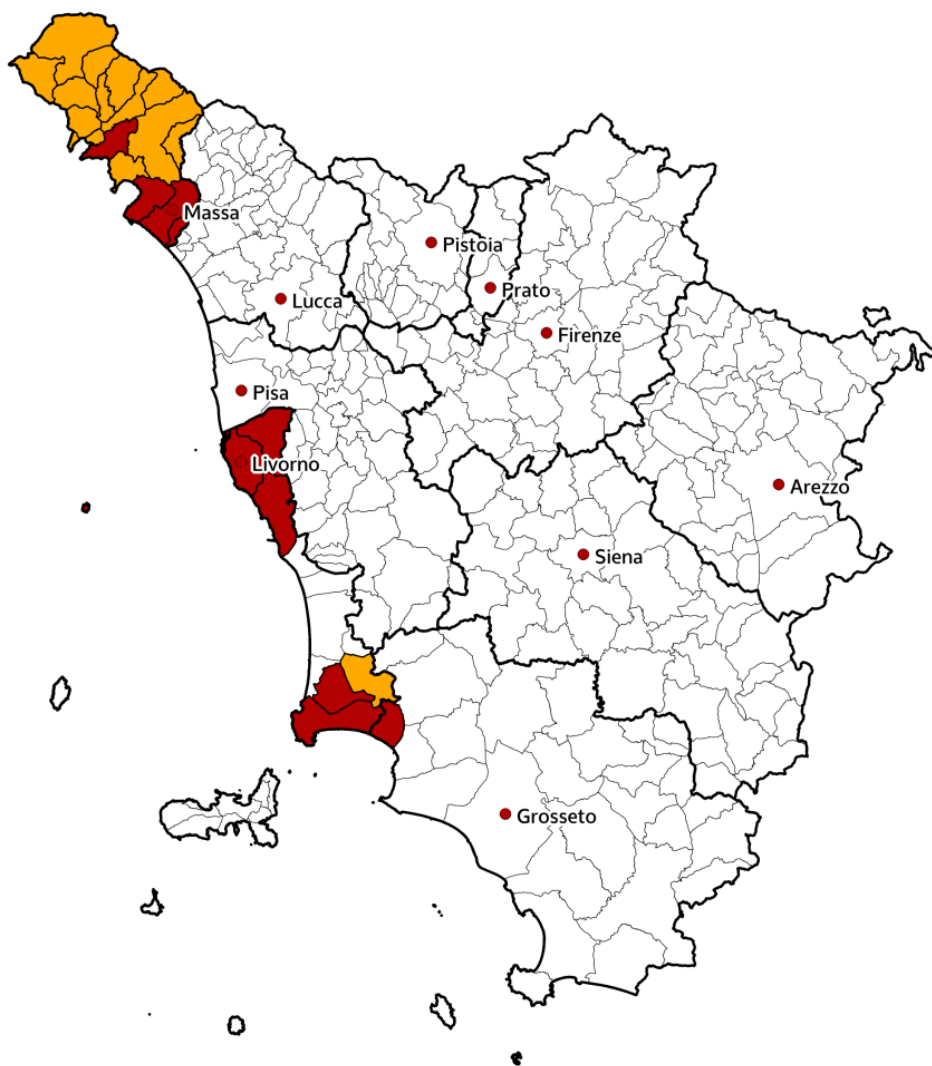 Massa
Pistoia
Prato
Lucca
Firenze
Pisa
Livorno
Arezzo
Siena
Grosseto